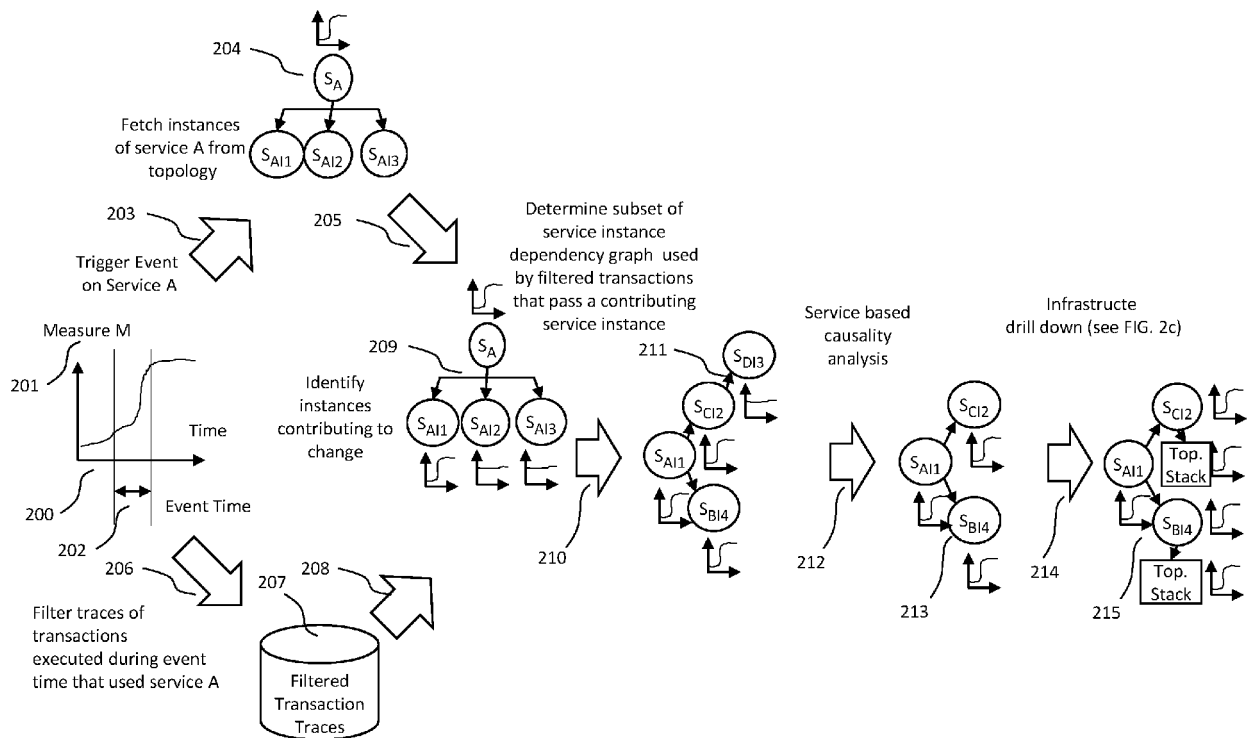 204
S_A
Fetch instances
of service A from
topology
S_AI1
S_AI2
S_AI3
203
205
Trigger Event
on Service A
Determine subset of
service instance
dependency graph used
by filtered transactions
that pass a contributing
service instance
Measure M
201
Time
200
Event Time
202
209
S_A
Identify
instances
contributing to
change
S_AI1
S_AI2
S_AI3
210
211
S_DI3
S_CI2
S_AI1
S_BI4
Service based
causality
analysis
212
S_CI2
S_AI1
S_BI4
213
Infrastructe
drill down (see FIG. 2c)
214
S_CI2
Top.
Stack
S_AI1
S_BI4
Top.
Stack
215
206
207
208
Filter traces of
transactions
executed during event
time that used service A
Filtered
Transaction
Traces